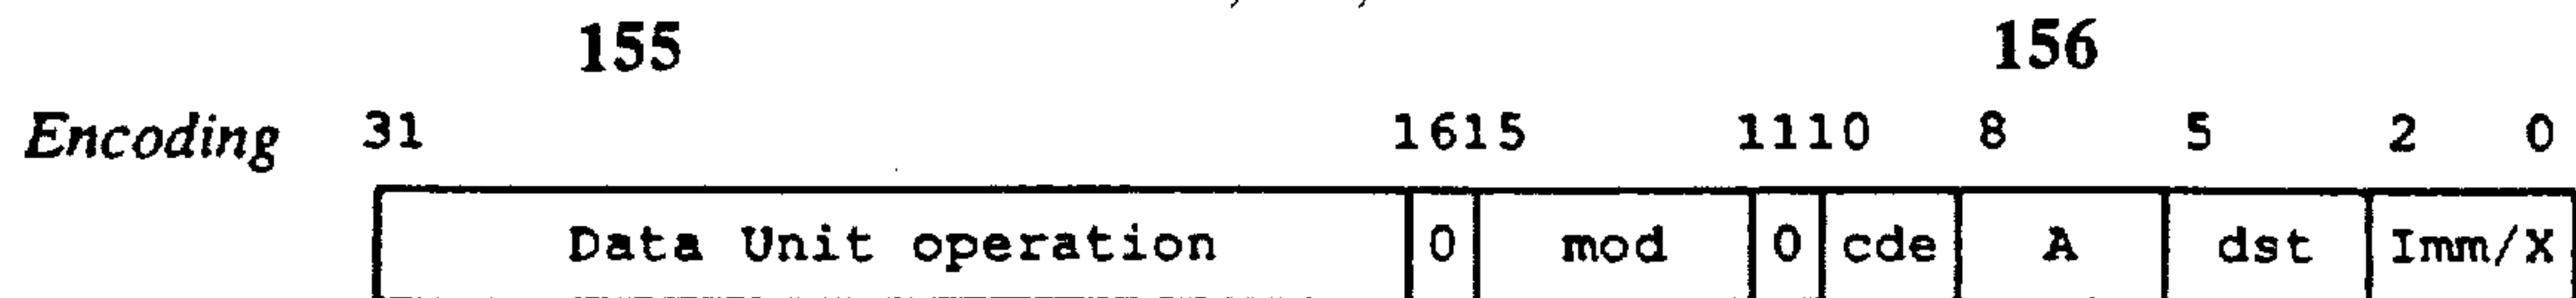 155 156
Encoding 31 1615 1110 8 5 2 0
Data Unit operation 0 mod 0 cde A dst Imm/X